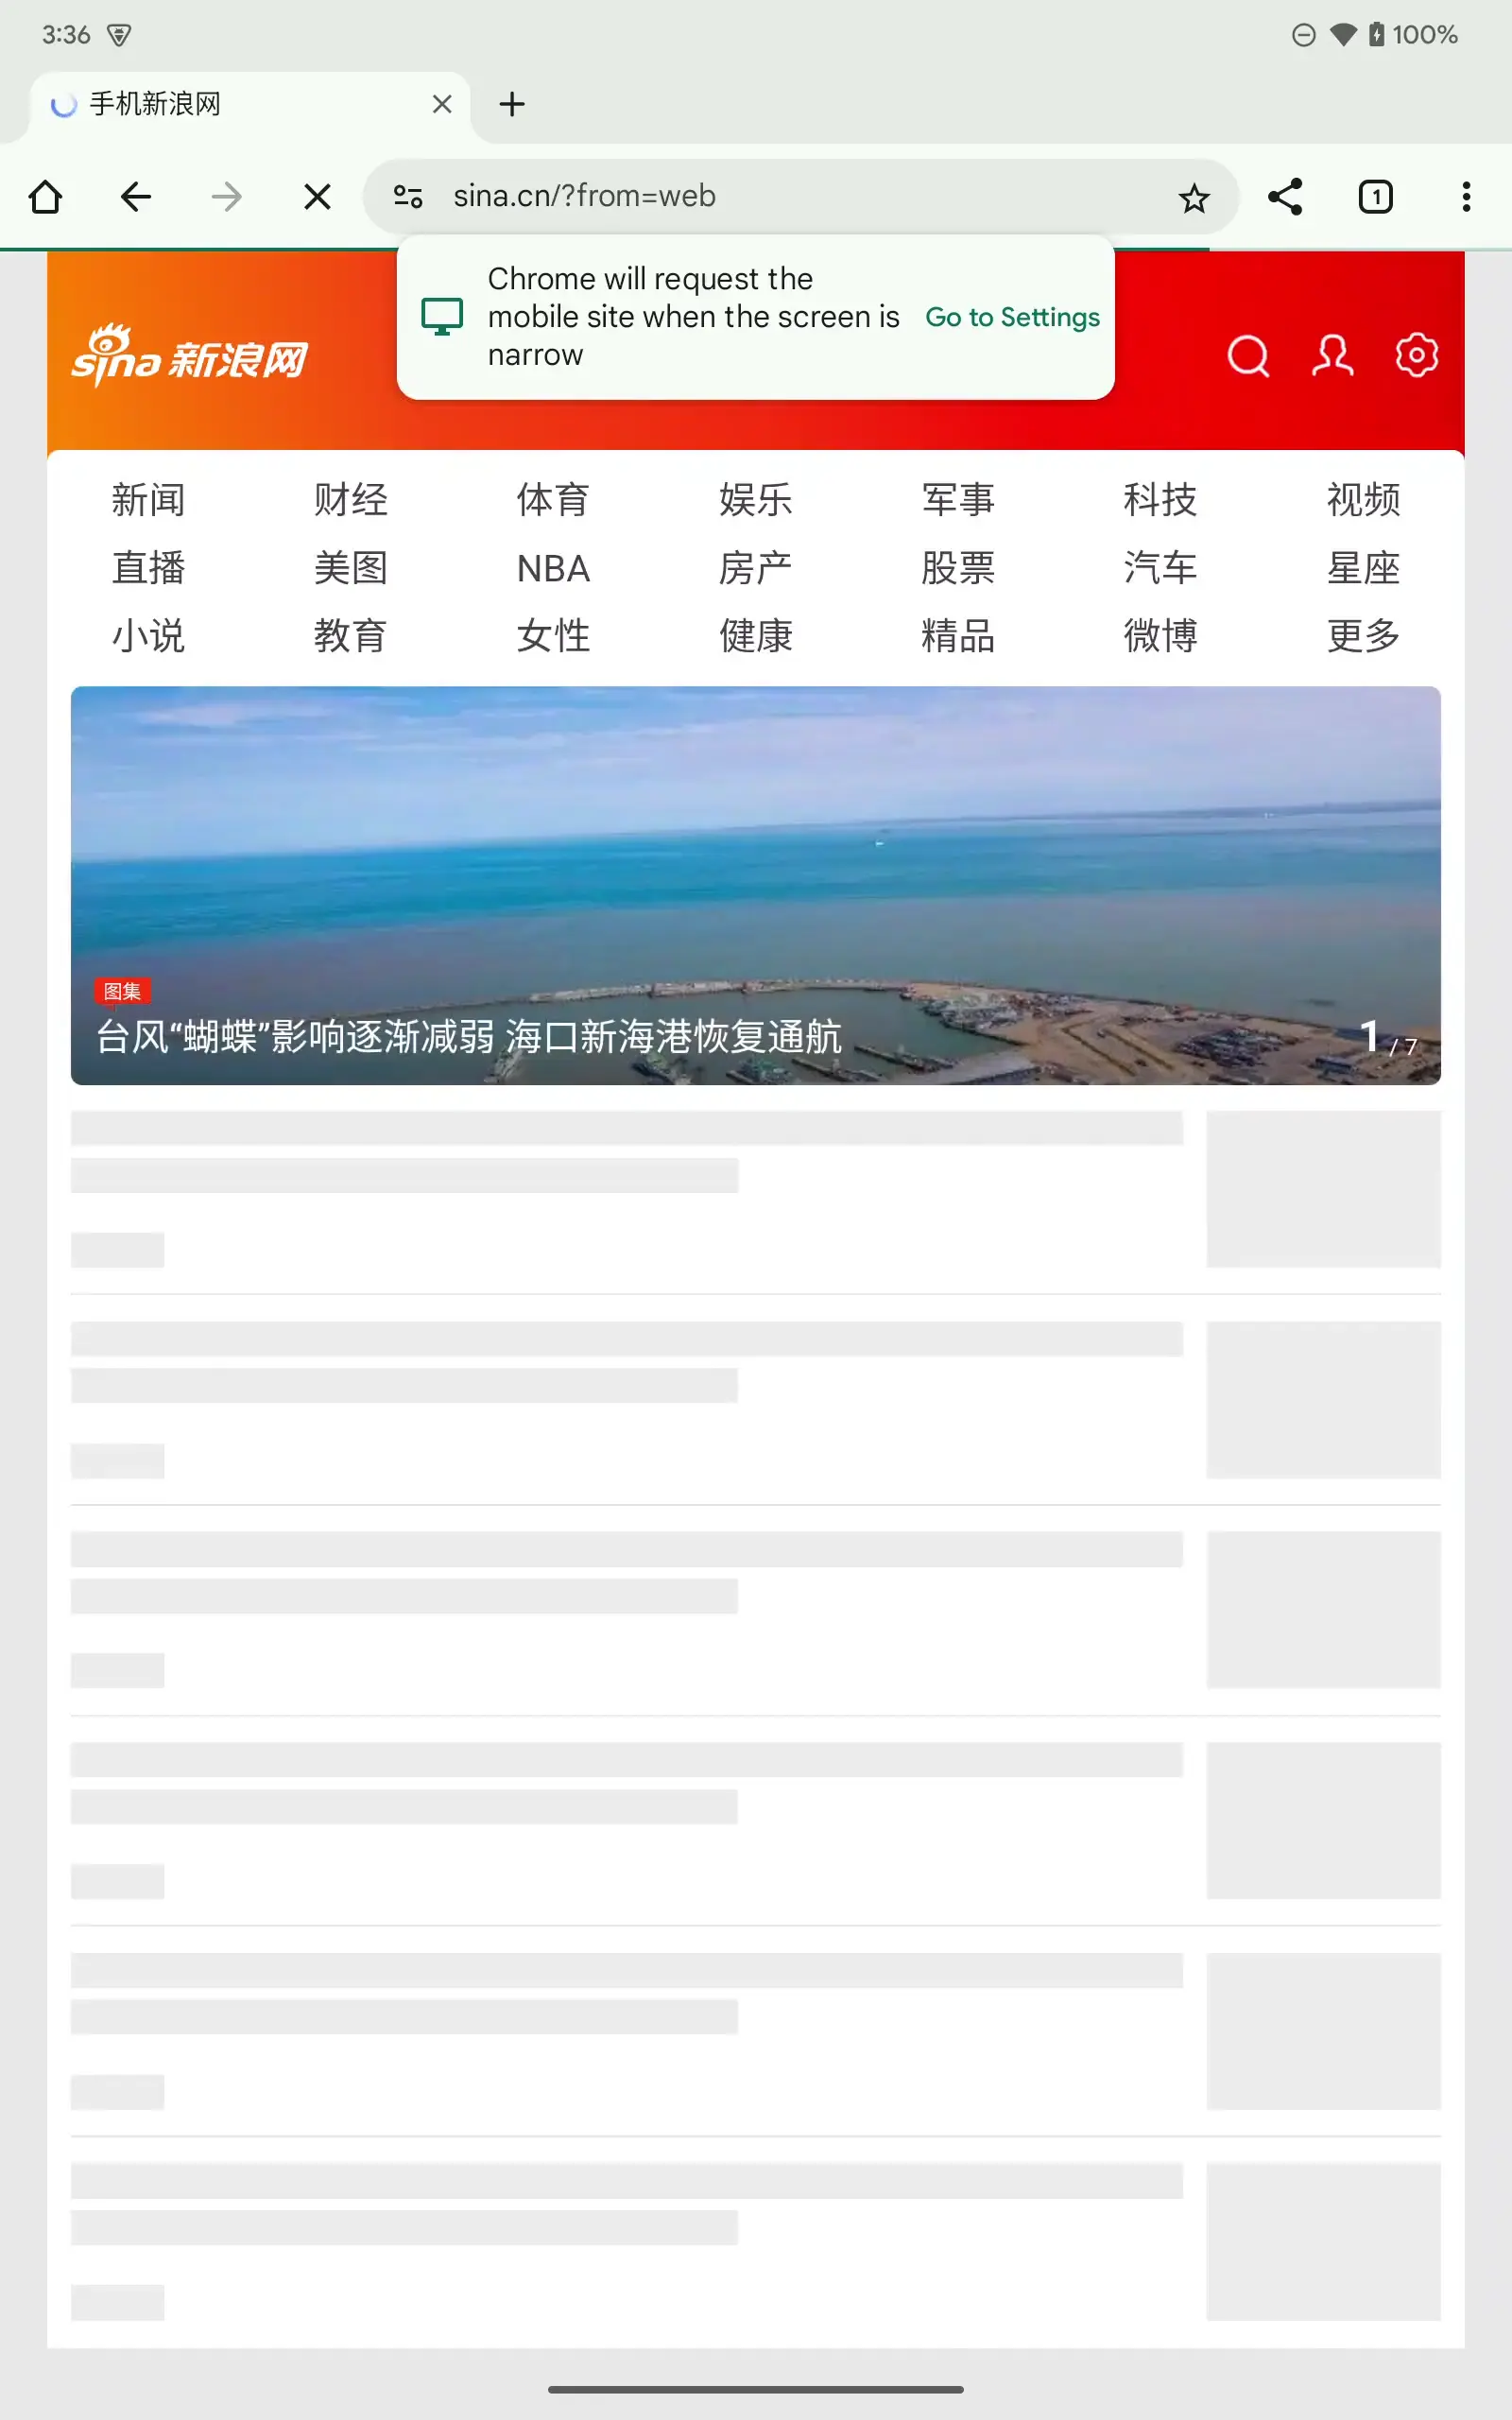 3:36
100%
手机新浪网
sina.cn/?from=web
1
Chrome will request the
mobile site when the screen is
narrow
Go to Settings
sina 新浪网
新闻 财经 体育 娱乐 军事 科技 视频
直播 美图 NBA 房产 股票 汽车 星座
小说 教育 女性 健康 精品 微博 更多
图集
台风“蝴蝶”影响逐渐减弱 海口新海港恢复通航
1 / 7